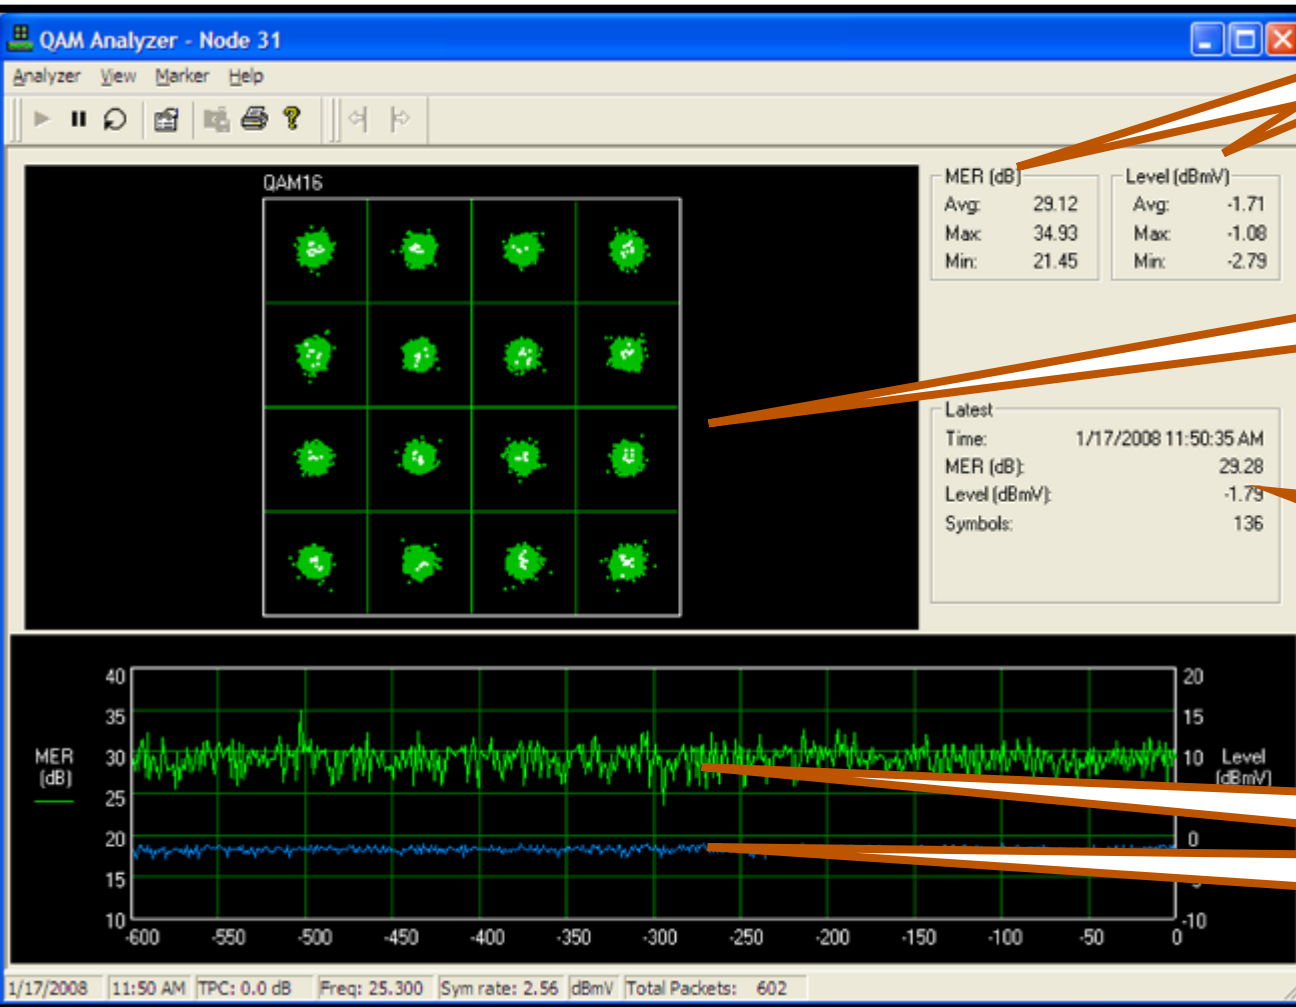 QAM Analyzer - Node 31
Analyzer View Marker Help
QAM16
MER (dB)
Avg: 29.12
Max: 34.93
Min: 21.45
Level (dBmV)
Avg: -1.71
Max: -1.08
Min: -2.79
Latest
Time: 1/17/2008 11:50:35 AM
MER (dB): 29.28
Level (dBmV): -1.79
Symbols: 136
MER
(dB)
40
35
30
25
20
15
10
20
15
10
0
-10
Level
(dBmV)
-600 -550 -500 -450 -400 -350 -300 -250 -200 -150 -100 -50 0
1/17/2008 11:50 AM TPC: 0.0 dB Freq: 25.300 Sym rate: 2.56 dBmV Total Packets: 602